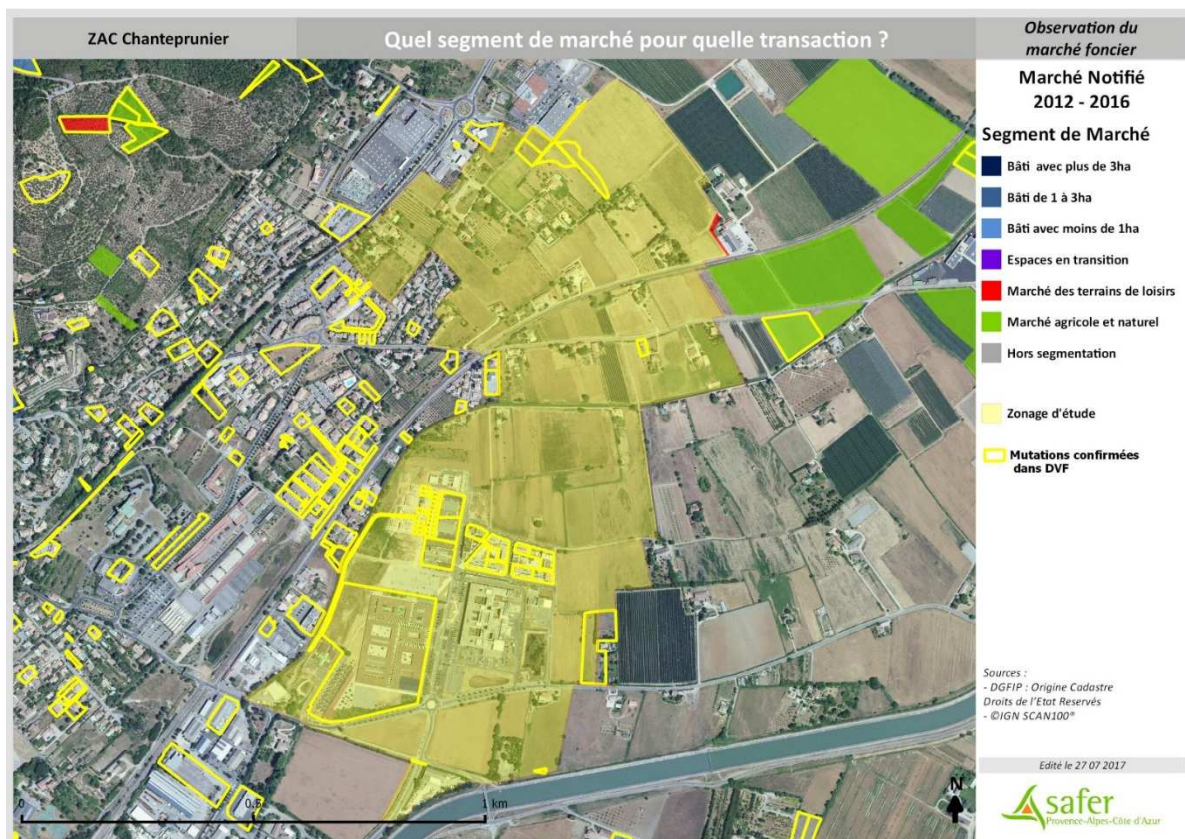 ZAC Chanteprunier
Quel segment de marché pour quelle transaction ?
Observation du
marché foncier
Marché Notifié
2012 - 2016
Segment de Marché
Bâti avec plus de 3ha
Bâti de 1 à 3ha
Bâti avec moins de 1ha
Espaces en transition
Marché des terrains de loisirs
Marché agricole et naturel
Hors segmentation
Zonage d'étude
Mutations confirmées
dans DVF
Sources :
- DGFIP : Origine Cadastre
Droits de l'Etat Reservés
- ©IGN SCAN100®
Edité le 27 07 2017
0
0.5
1 km
N
safer
Provence-Alpes-Côte d'Azur